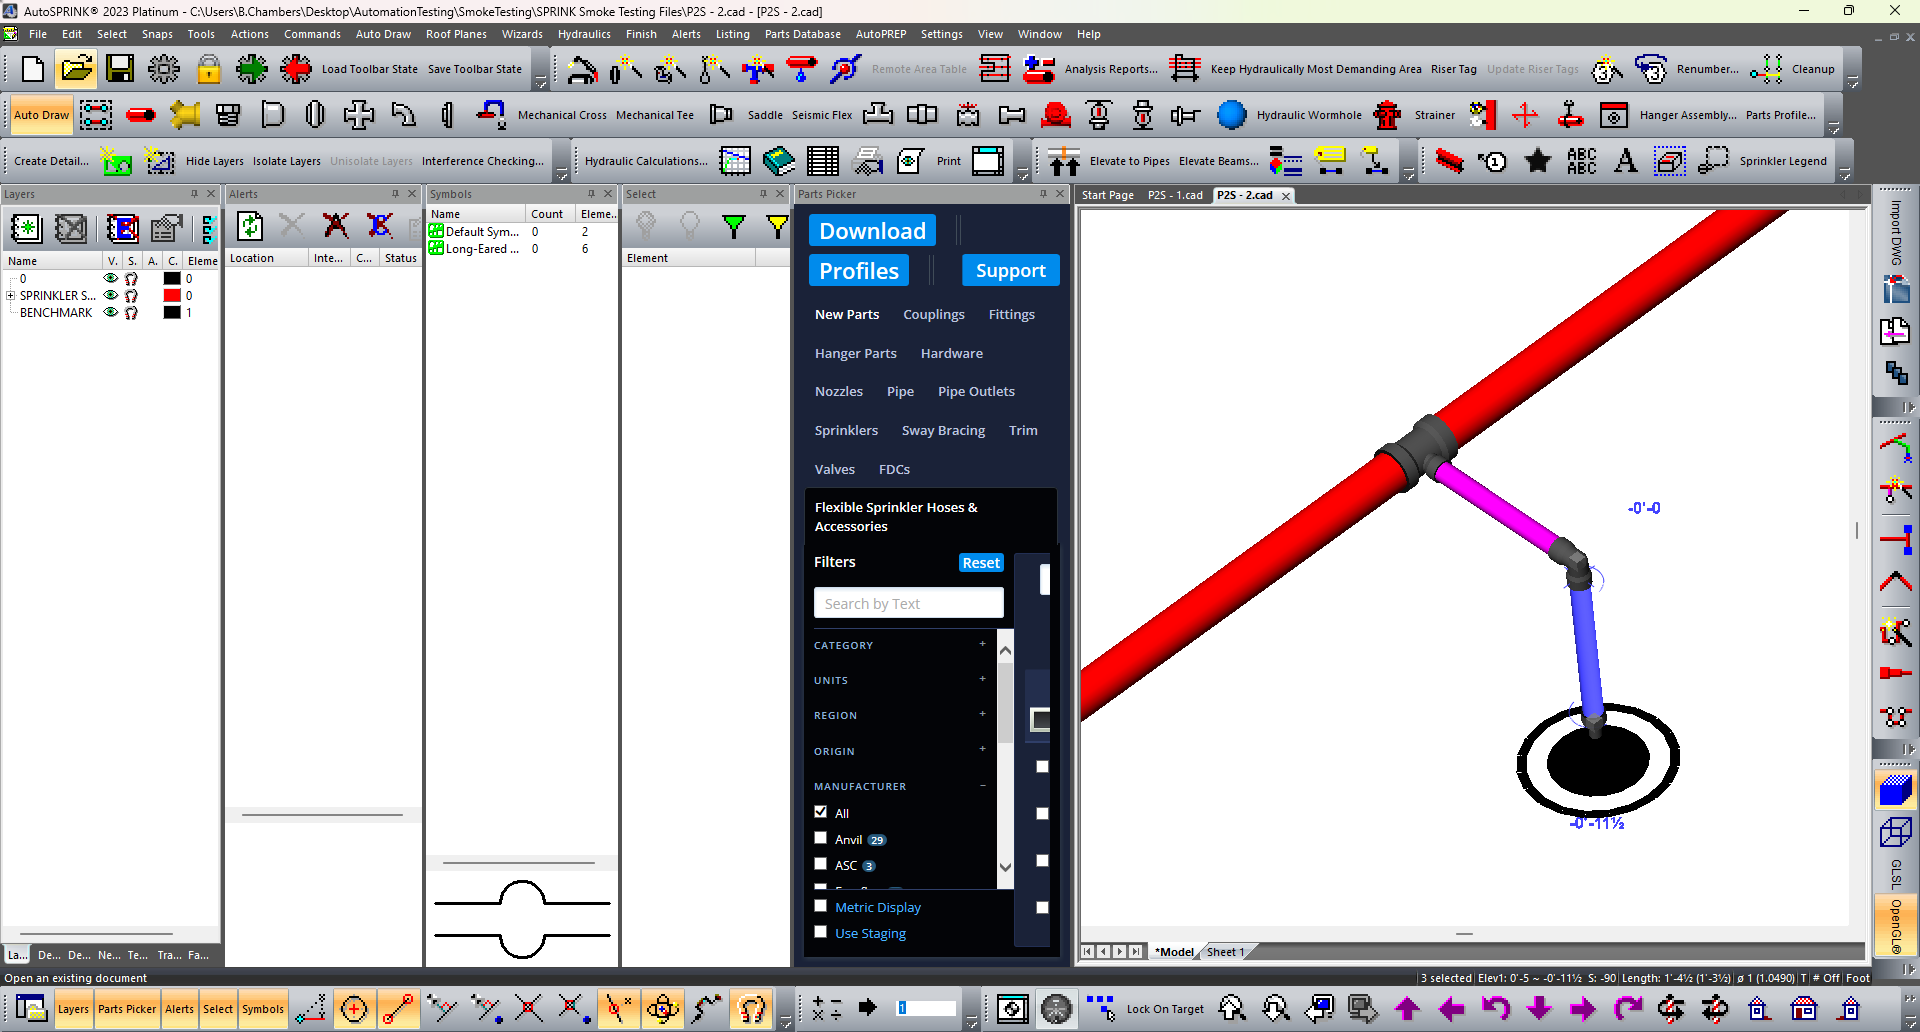 AutoSPRINK® 2023 Platinum - C:\Users\B.Chambers\Desktop\AutomationTesting\SmokeTesting\SPRINK Smoke Testing Files\P2S - 2.cad - [P2S - 2.cad]
File Edit Select Snaps Tools Actions Commands Auto Draw Roof Planes Wizards Hydraulics Finish Alerts Listing Parts Database AutoPREP Settings View Window Help
Load Toolbar State Save Toolbar State Remote Area Table Analysis Reports... Keep Hydraulically Most Demanding Area Riser Tag Update Riser Tags Renumber... Cleanup
Auto Draw Mechanical Cross Mechanical Tee Saddle Seismic Flex Hydraulic Wormhole Strainer Hanger Assembly... Parts Profile...
Create Detail... Hide Layers Isolate Layers Unisolate Layers Interference Checking... Hydraulic Calculations... Print Elevate to Pipes Elevate Beams... ABC ABC A Sprinkler Legend
Layers
Name V. S. A. C. Eleme
0 0
SPRINKLER S... 0
BENCHMARK 1
La... De... De... Ne... Te... Tra... Fa...
Alerts
Location Inte... C... Status
Symbols
Name Count Eleme...
Default Sym... 0 2
Long-Eared ... 0 6
Select
Element
Parts Picker
Download
Profiles Support
New Parts Couplings Fittings
Hanger Parts Hardware
Nozzles Pipe Pipe Outlets
Sprinklers Sway Bracing Trim
Valves FDCs
Flexible Sprinkler Hoses &
Accessories
Filters Reset
Search by Text
CATEGORY +
UNITS +
REGION +
ORIGIN +
MANUFACTURER −
All
Anvil 29
ASC 3
Metric Display
Use Staging
Start Page P2S - 1.cad P2S - 2.cad
-0'-0
-0'-11½
*Model Sheet 1
Import DWG
GLSL
OpenGL®
Open an existing document
3 selected Elev1: 0'-5 ~ -0'-11½ S: -90 Length: 1'-4½ (1'-3½) ø 1 (1.0490) T # Off Foot
Layers Parts Picker Alerts Select Symbols 1 Lock On Target